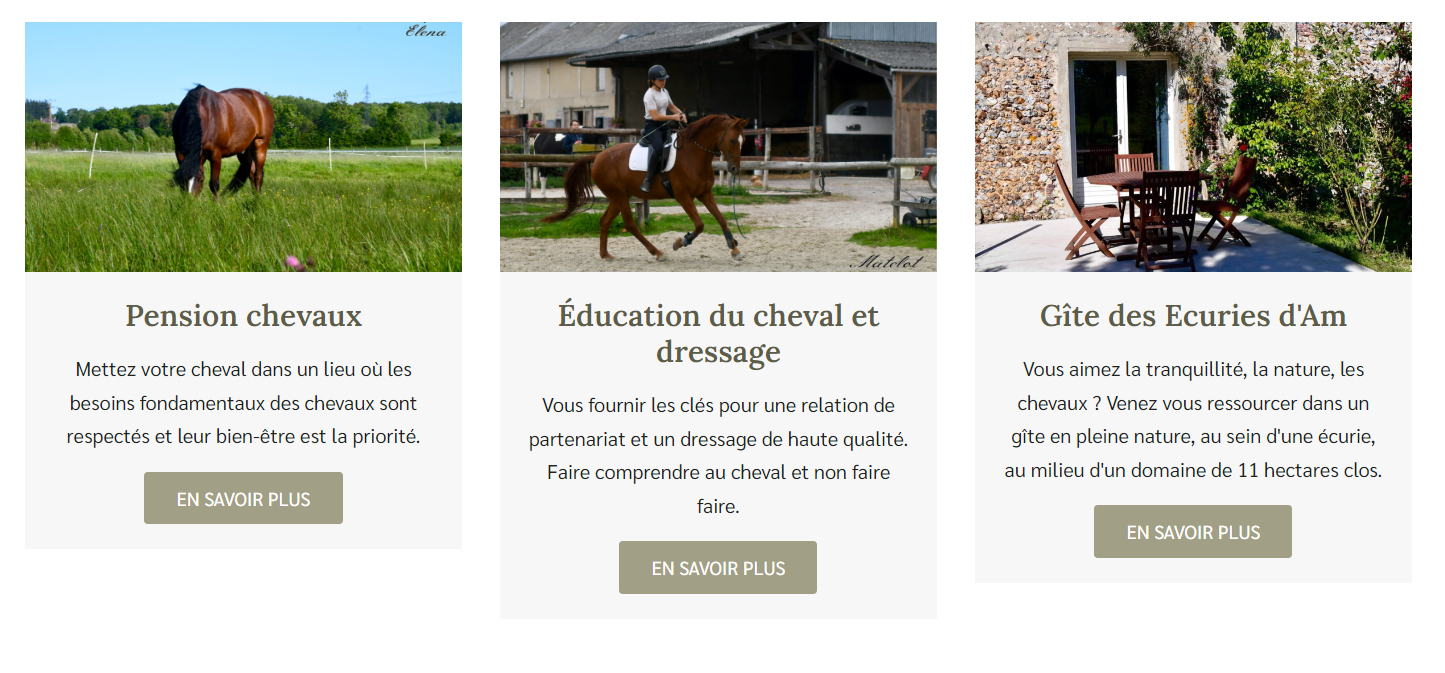 Elena
Matelot
Pension chevaux
Mettez votre cheval dans un lieu où les
besoins fondamentaux des chevaux sont
respectés et leur bien-être est la priorité.
EN SAVOIR PLUS
Éducation du cheval et
dressage
Vous fournir les clés pour une relation de
partenariat et un dressage de haute qualité.
Faire comprendre au cheval et non faire
faire.
EN SAVOIR PLUS
Gîte des Ecuries d'Am
Vous aimez la tranquillité, la nature, les
chevaux ? Venez vous ressourcer dans un
gîte en pleine nature, au sein d'une écurie,
au milieu d'un domaine de 11 hectares clos.
EN SAVOIR PLUS